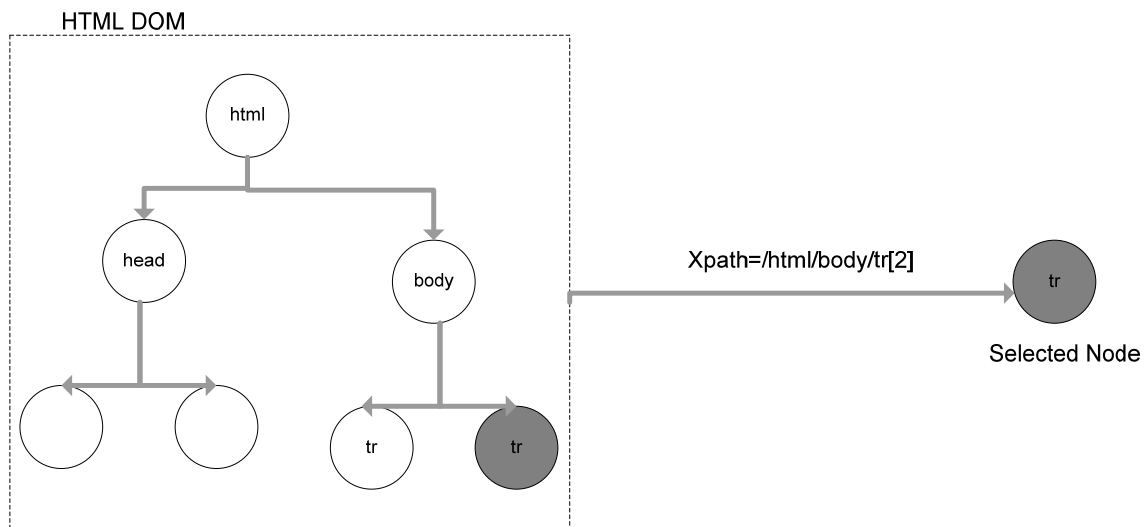 HTML DOM
html
head
body
Xpath=/html/body/tr[2]
tr
Selected Node
tr
tr